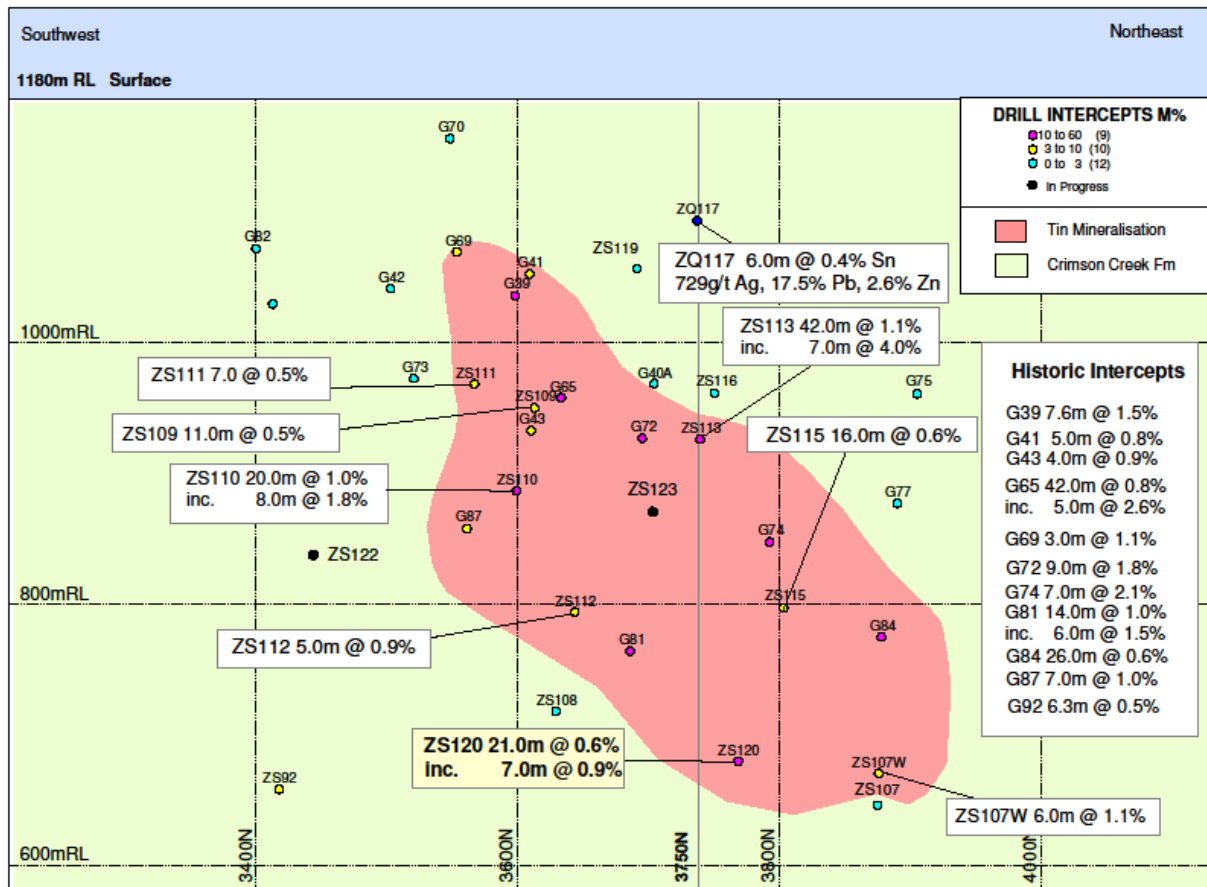 Southwest
Northeast
1180m RL Surface
DRILL INTERCEPTS M%
10 to 60 (9)
3 to 10 (10)
0 to 3 (12)
In Progress
Tin Mineralisation
Crimson Creek Fm
G70
ZQ117
G82
G69
ZS119
G41
G42
G39
ZQ117 6.0m @ 0.4% Sn
729g/t Ag, 17.5% Pb, 2.6% Zn
1000mRL
ZS113 42.0m @ 1.1%
inc. 7.0m @ 4.0%
G73
ZS111
G40A
ZS116
G75
ZS111 7.0 @ 0.5%
G65
ZS109
ZS109 11.0m @ 0.5%
G43
G72
ZS113
ZS115 16.0m @ 0.6%
ZS110 20.0m @ 1.0%
inc. 8.0m @ 1.8%
ZS110
ZS123
G77
G87
G74
ZS122
800mRL
ZS112
ZS115
ZS112 5.0m @ 0.9%
G81
G84
ZS108
ZS120 21.0m @ 0.6%
inc. 7.0m @ 0.9%
ZS120
ZS107W
ZS92
ZS107
ZS107W 6.0m @ 1.1%
600mRL
3400N
3600N
3750N
3800N
4000N
Historic Intercepts
G39 7.6m @ 1.5%
G41 5.0m @ 0.8%
G43 4.0m @ 0.9%
G65 42.0m @ 0.8%
inc. 5.0m @ 2.6%
G69 3.0m @ 1.1%
G72 9.0m @ 1.8%
G74 7.0m @ 2.1%
G81 14.0m @ 1.0%
inc. 6.0m @ 1.5%
G84 26.0m @ 0.6%
G87 7.0m @ 1.0%
G92 6.3m @ 0.5%